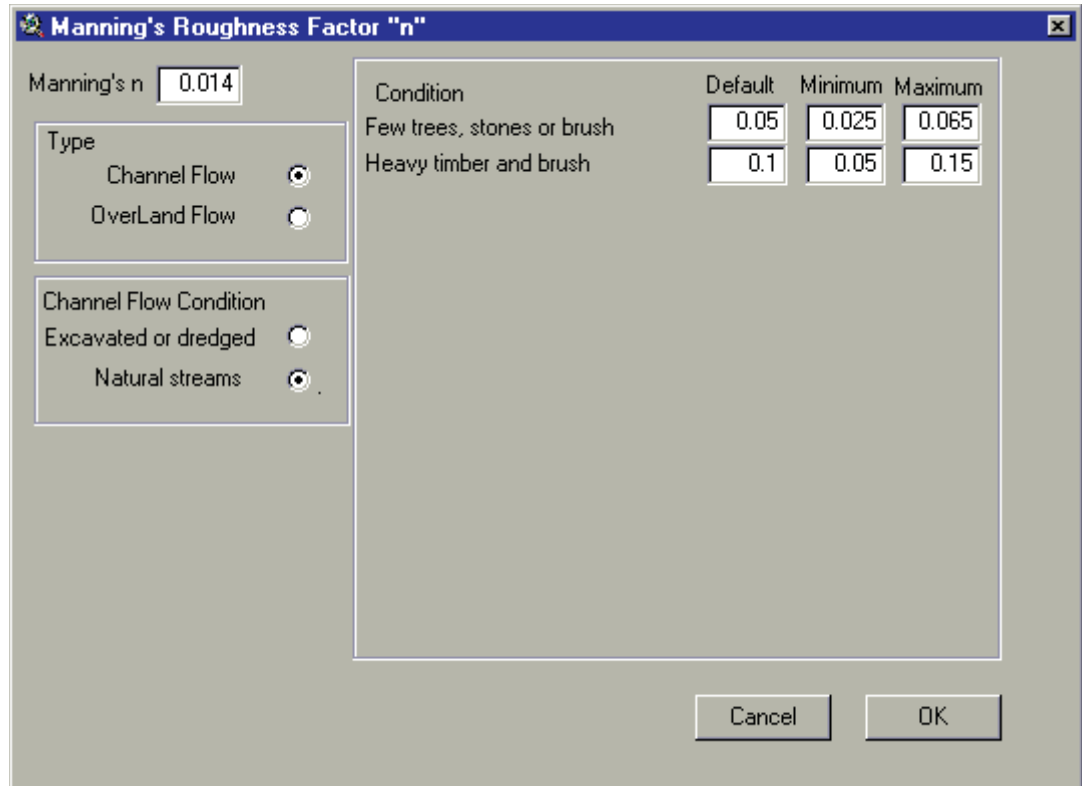 Manning's Roughness Factor "n"
Manning's n 0.014
Type
Channel Flow
OverLand Flow
Channel Flow Condition
Excavated or dredged
Natural streams .
Condition Default Minimum Maximum
Few trees, stones or brush 0.05 0.025 0.065
Heavy timber and brush 0.1 0.05 0.15
Cancel OK